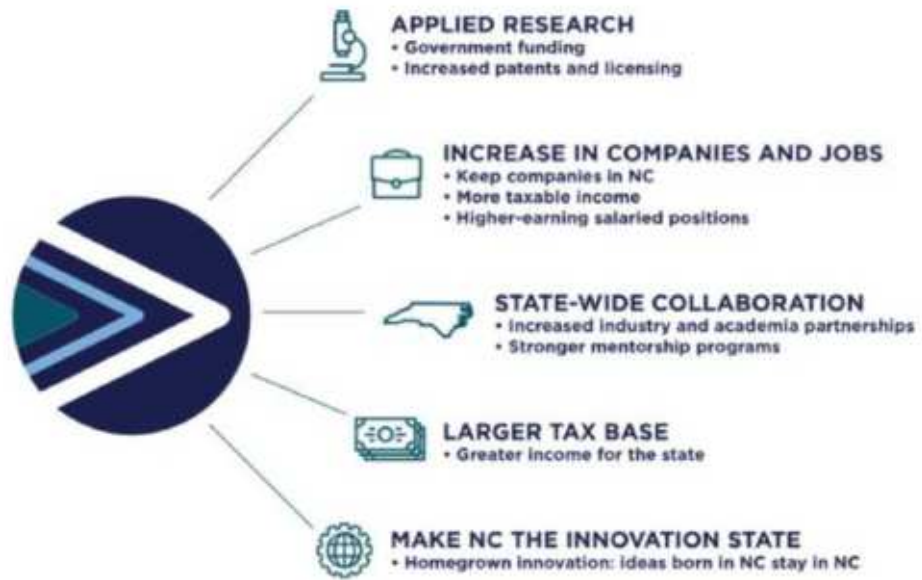 APPLIED RESEARCH
• Government funding
• Increased patents and licensing
INCREASE IN COMPANIES AND JOBS
• Keep companies in NC
• More taxable income
• Higher-earning salaried positions
STATE-WIDE COLLABORATION
• Increased industry and academia partnerships
• Stronger mentorship programs
LARGER TAX BASE
• Greater income for the state
MAKE NC THE INNOVATION STATE
• Homegrown innovation: ideas born in NC stay in NC